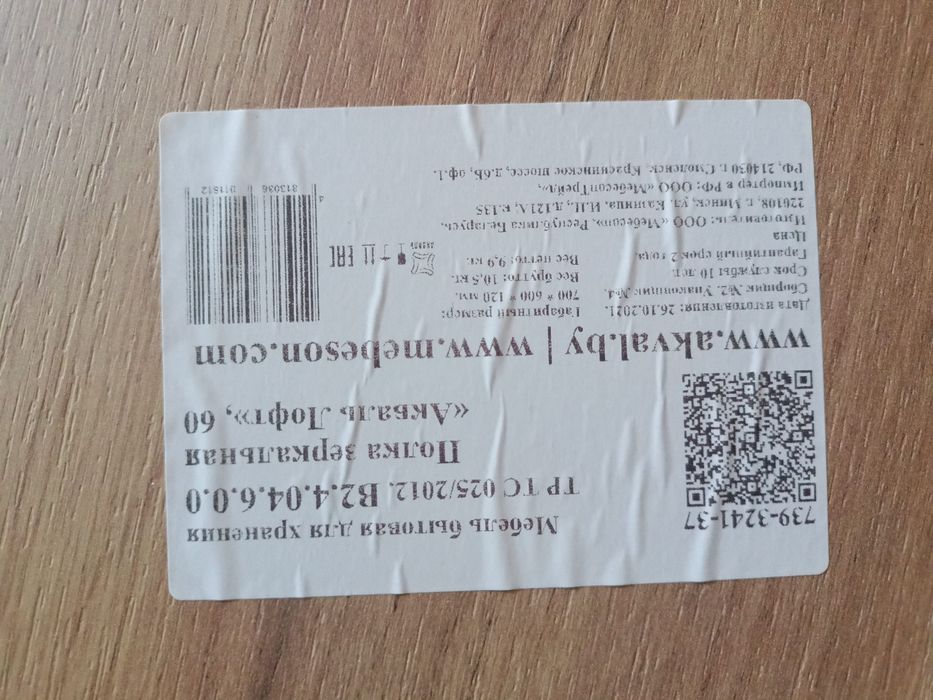 739-3241-37
Мебель бытовая для хранения
ТР ТС 025/2012. В2.4.04.6.0.0
Полка зеркальная
«Акваль Лофт», 60
www.akval.by | www.mebeson.com
Дата изготовления: 26.10.2021.
Сборщик №2. Упаковщик №4.
Срок службы 10 лет.
Гарантийный срок 2 года.
Цена
Габаритный размер:
700 * 600 * 120 мм.
Вес брутто: 10,5 кг.
Вес нетто: 9,9 кг.
Изготовитель: ООО «Мебесон», Республика Беларусь,
220108, г. Минск, ул. Казинца И.П., д.121А, к.135
Импортер в РФ: ООО «МебесонТрейд»,
РФ, 214030 г. Смоленск, Краснинское шоссе, д.6Б, оф.1.
EAC
4 813036 011812